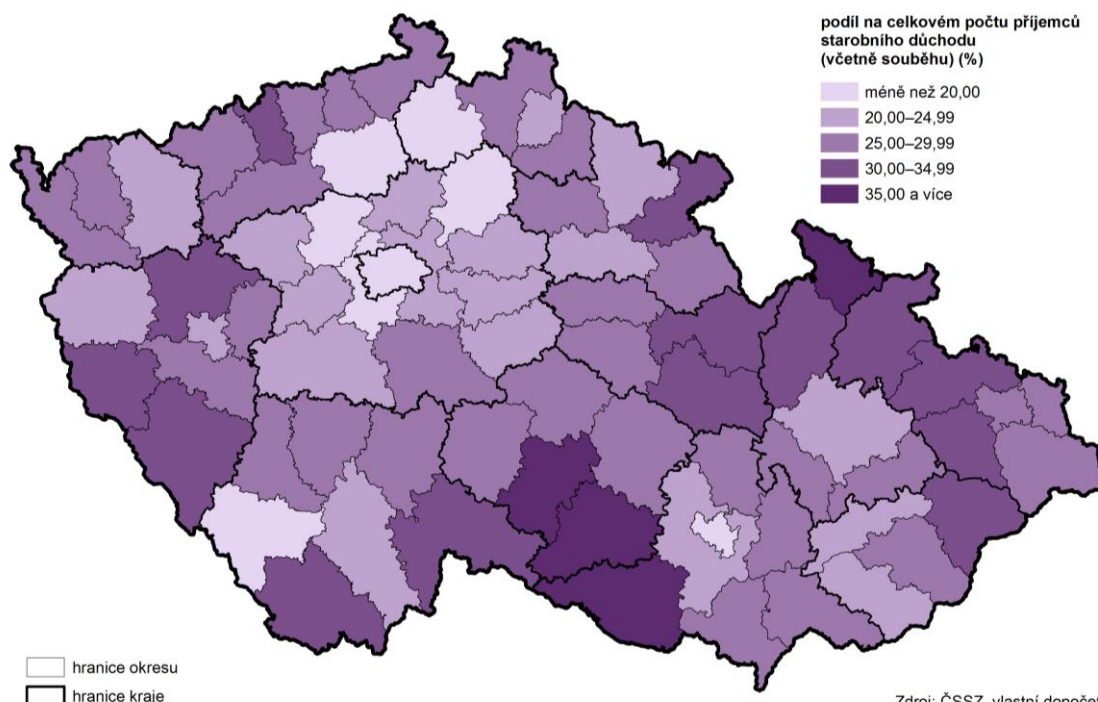 podíl na celkovém počtu příjemců
starobního důchodu
(včetně souběhu) (%)
méně než 20,00
20,00–24,99
25,00–29,99
30,00–34,99
35,00 a více
hranice okresu
hranice kraje
Zdroj: ČSSZ, vlastní dopočet